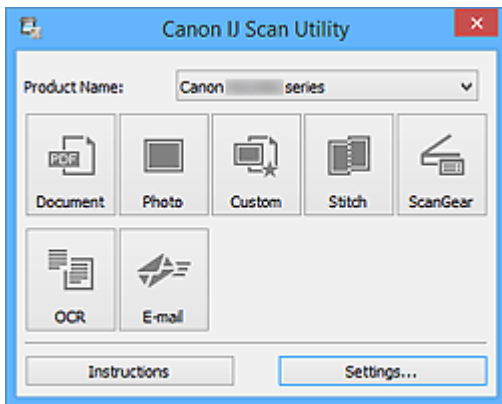 Canon IJ Scan Utility
Product Name: Canon series
Document Photo Custom Stitch ScanGear
PDF
OCR E-mail
Instructions Settings...